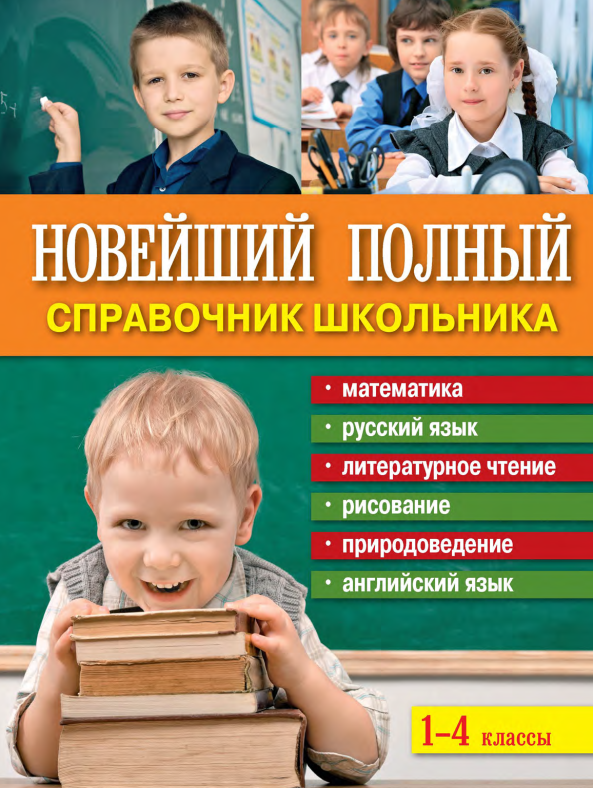 НОВЕЙШИЙ ПОЛНЫЙ
СПРАВОЧНИК ШКОЛЬНИКА
• математика
• русский язык
• литературное чтение
• рисование
• природоведение
• английский язык
1–4 классы